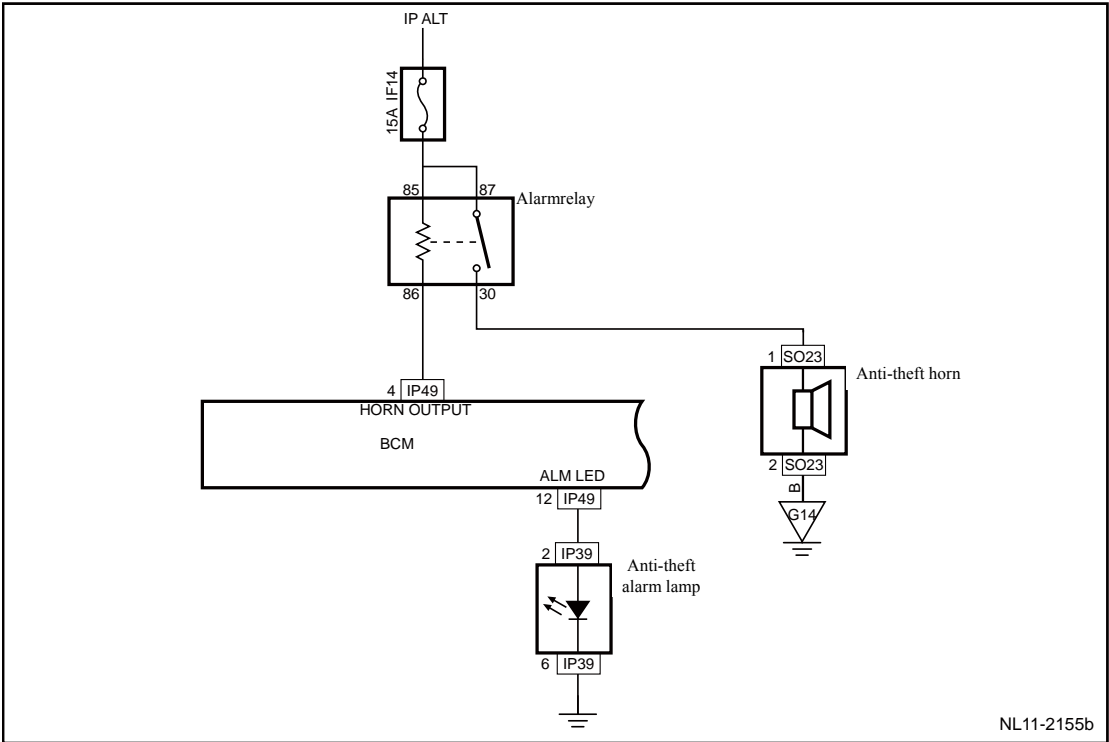 IP ALT
15A IF14
85
87
Alarmrelay
86
30
4 IP49
HORN OUTPUT
BCM
ALM LED
12 IP49
1 SO23
Anti-theft horn
2 SO23
B
G14
2 IP39
Anti-theft
alarm lamp
6 IP39
NL11-2155b